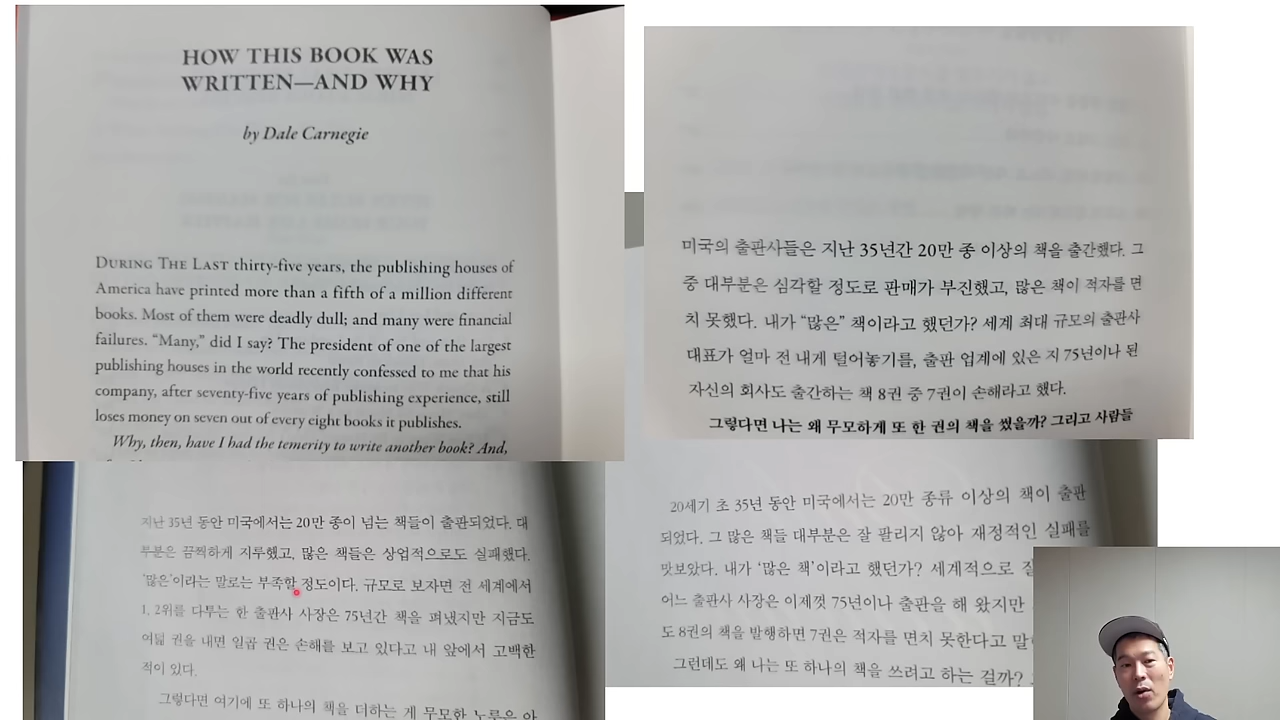 HOW THIS BOOK WAS
WRITTEN—AND WHY
by Dale Carnegie
DURING THE LAST thirty-five years, the publishing houses of
America have printed more than a fifth of a million different
books. Most of them were deadly dull; and many were financial
failures. “Many,” did I say? The president of one of the largest
publishing houses in the world recently confessed to me that his
company, after seventy-five years of publishing experience, still
loses money on seven out of every eight books it publishes.
Why, then, have I had the temerity to write another book? And,
미국의 출판사들은 지난 35년간 20만 종 이상의 책을 출간했다. 그
중 대부분은 심각할 정도로 판매가 부진했고, 많은 책이 적자를 면
치 못했다. 내가 “많은” 책이라고 했던가? 세계 최대 규모의 출판사
대표가 얼마 전 내게 털어놓기를, 출판 업계에 있은 지 75년이나 된
자신의 회사도 출간하는 책 8권 중 7권이 손해라고 했다.
그렇다면 나는 왜 무모하게 또 한 권의 책을 썼을까? 그리고 사람들
지난 35년 동안 미국에서는 20만 종이 넘는 책들이 출판되었다. 대
부분은 끔찍하게 지루했고, 많은 책들은 상업적으로도 실패했다.
‘많은’이라는 말로는 부족할 정도이다. 규모로 보자면 전 세계에서
1, 2위를 다투는 한 출판사 사장은 75년간 책을 펴냈지만 지금도
여덟 권을 내면 일곱 권은 손해를 보고 있다고 내 앞에서 고백한
적이 있다.
그렇다면 여기에 또 하나의 책을 더하는 게 무모한 노릇은 아
20세기 초 35년 동안 미국에서는 20만 종류 이상의 책이 출판
되었다. 그 많은 책들 대부분은 잘 팔리지 않아 재정적인 실패를
맛보았다. 내가 ‘많은 책’이라고 했던가? 세계적으로
어느 출판사 사장은 이제껏 75년이나 출판을 해 왔지만
도 8권의 책을 발행하면 7권은 적자를 면치 못한다고
그런데도 왜 나는 또 하나의 책을 쓰려고 하는 걸까?